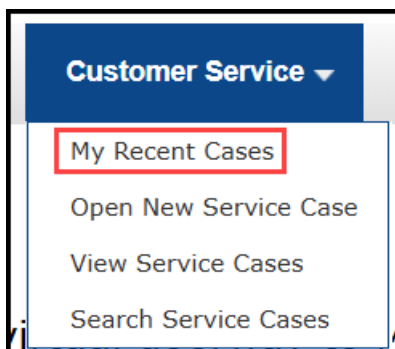 Customer Service
My Recent Cases
Open New Service Case
View Service Cases
Search Service Cases